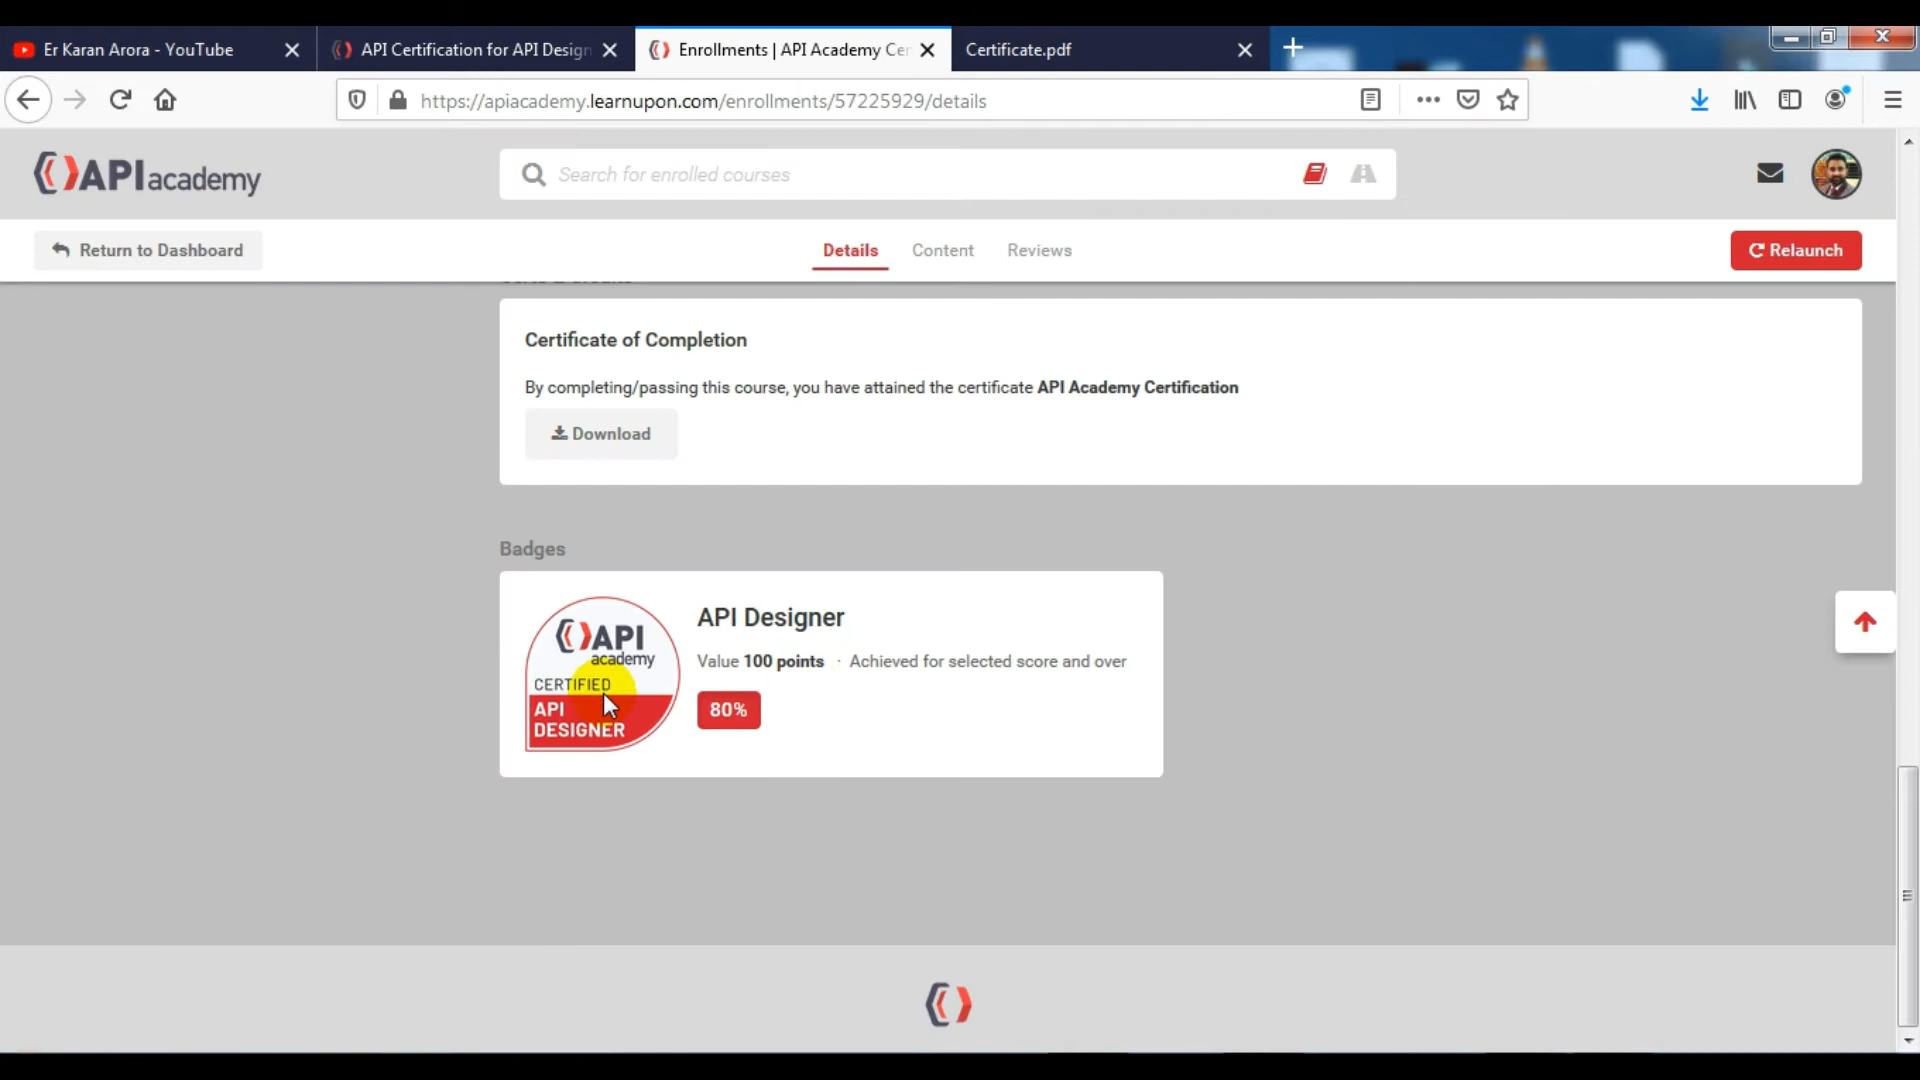 Er Karan Arora - YouTube
API Certification for API Design
Enrollments | API Academy Cer
Certificate.pdf
https://apiacademy.learnupon.com/enrollments/57225929/details
API academy
Search for enrolled courses
Return to Dashboard
Details
Content
Reviews
Relaunch
Certificate of Completion
By completing/passing this course, you have attained the certificate API Academy Certification
Download
Badges
API
academy
CERTIFIED
API
DESIGNER
API Designer
Value 100 points · Achieved for selected score and over
80%